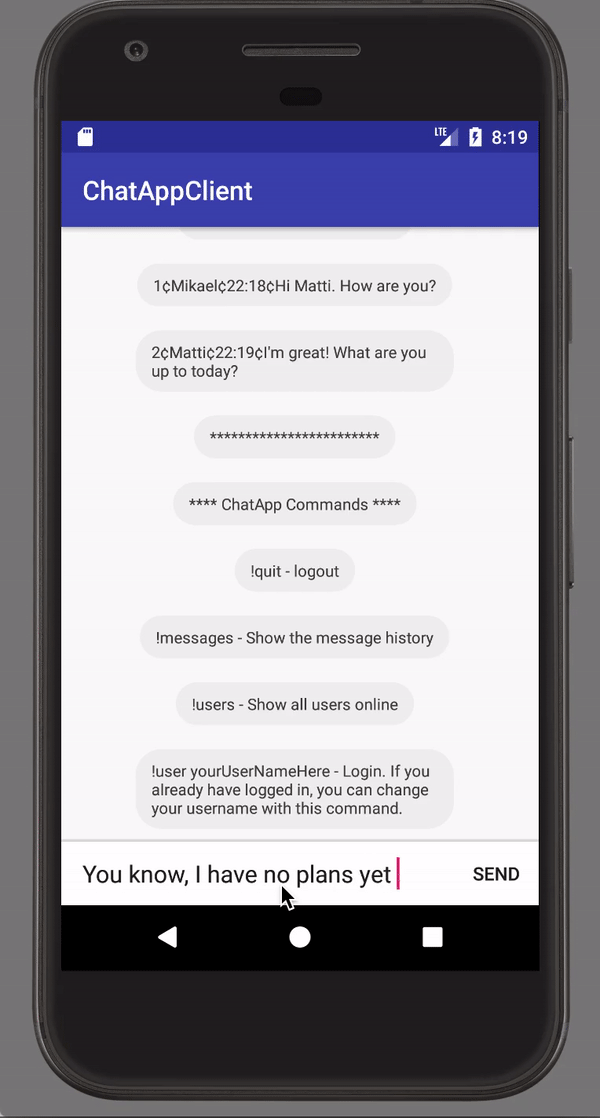 LTE 8:19
ChatAppClient
1¢Mikael¢22:18¢Hi Matti. How are you?
2¢Matti¢22:19¢I'm great! What are you
up to today?
************************
**** ChatApp Commands ****
!quit - logout
!messages - Show the message history
!users - Show all users online
!user yourUserNameHere - Login. If you
already have logged in, you can change
your username with this command.
You know, I have no plans yet SEND